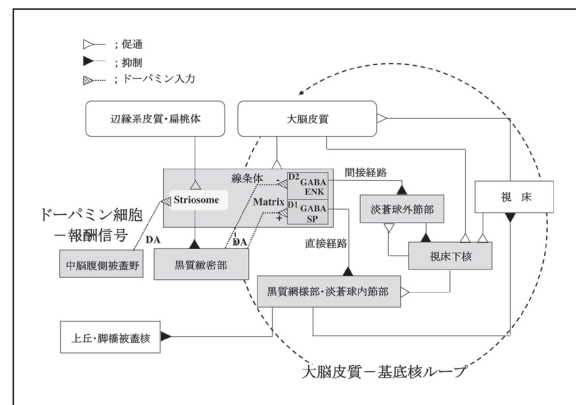 ；促通
；抑制
；ドーパミン入力
辺縁系皮質・扁桃体
大脳皮質
線条体
D2
GABA
ENK
間接経路
Striosome
-
Matrix
D1
GABA
SP
+
視床
淡蒼球外節部
ドーパミン細胞
－報酬信号
DA
DA
直接経路
中脳腹側被蓋野
黒質緻密部
視床下核
黒質網様部・淡蒼球内節部
上丘・脚橋被蓋核
大脳皮質－基底核ループ